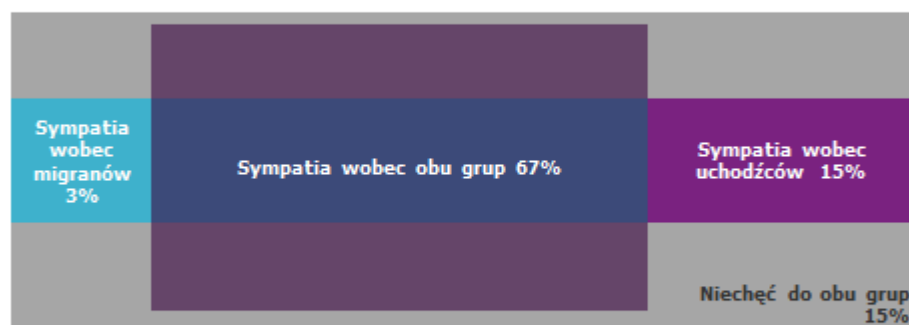 Sympatia
wobec
migranów
3%
Sympatia wobec obu grup 67%
Sympatia wobec
uchodźców 15%
Niechęć do obu grup
15%